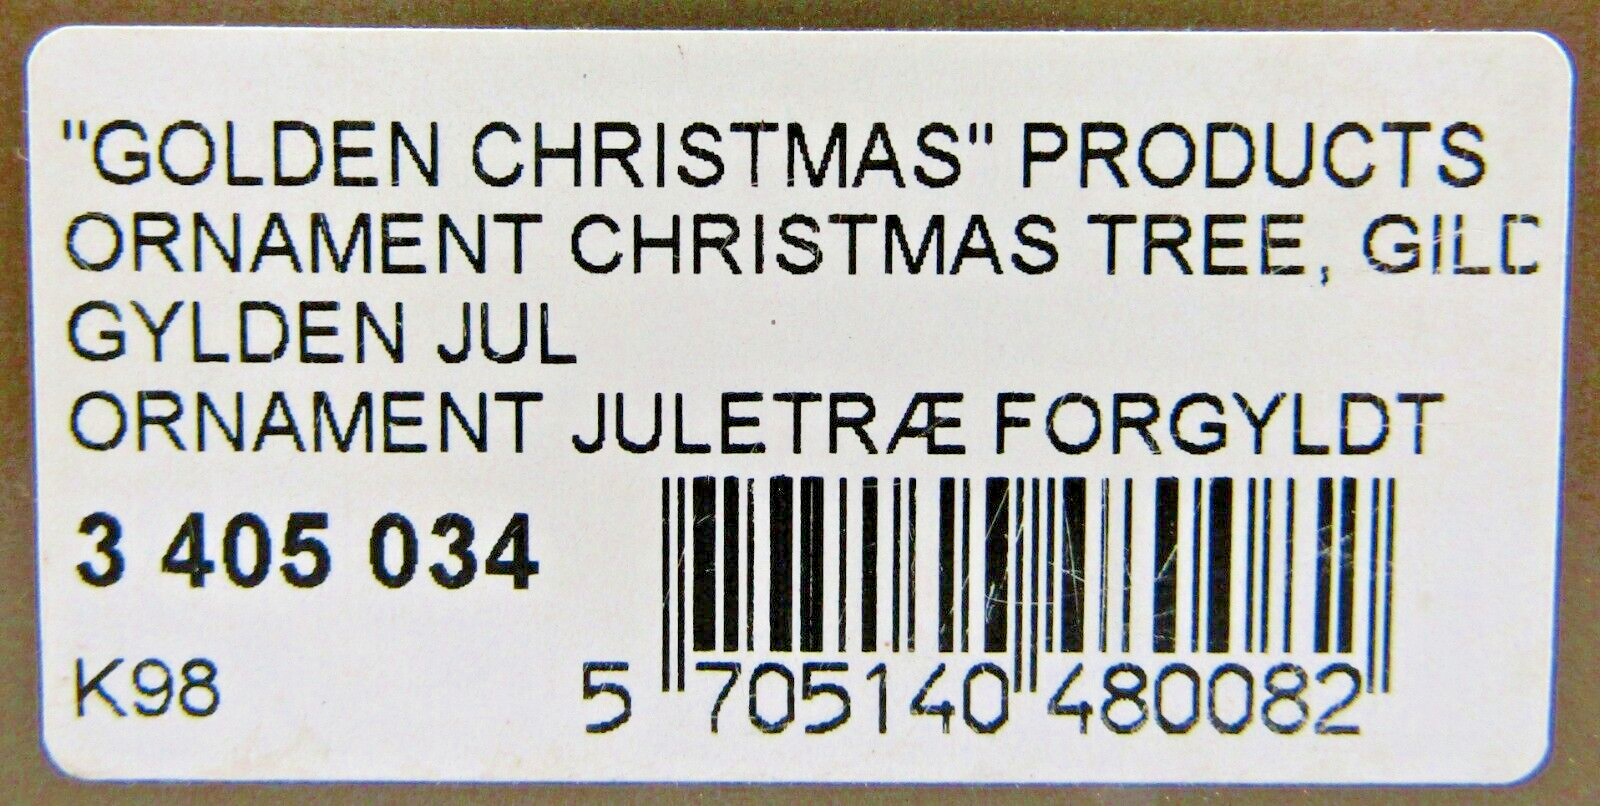 "GOLDEN CHRISTMAS" PRODUCTS
ORNAMENT CHRISTMAS TREE, GILD
GYLDEN JUL
ORNAMENT JULETRÆ FORGYLDT
3 405 034
K98
5 705140 480082